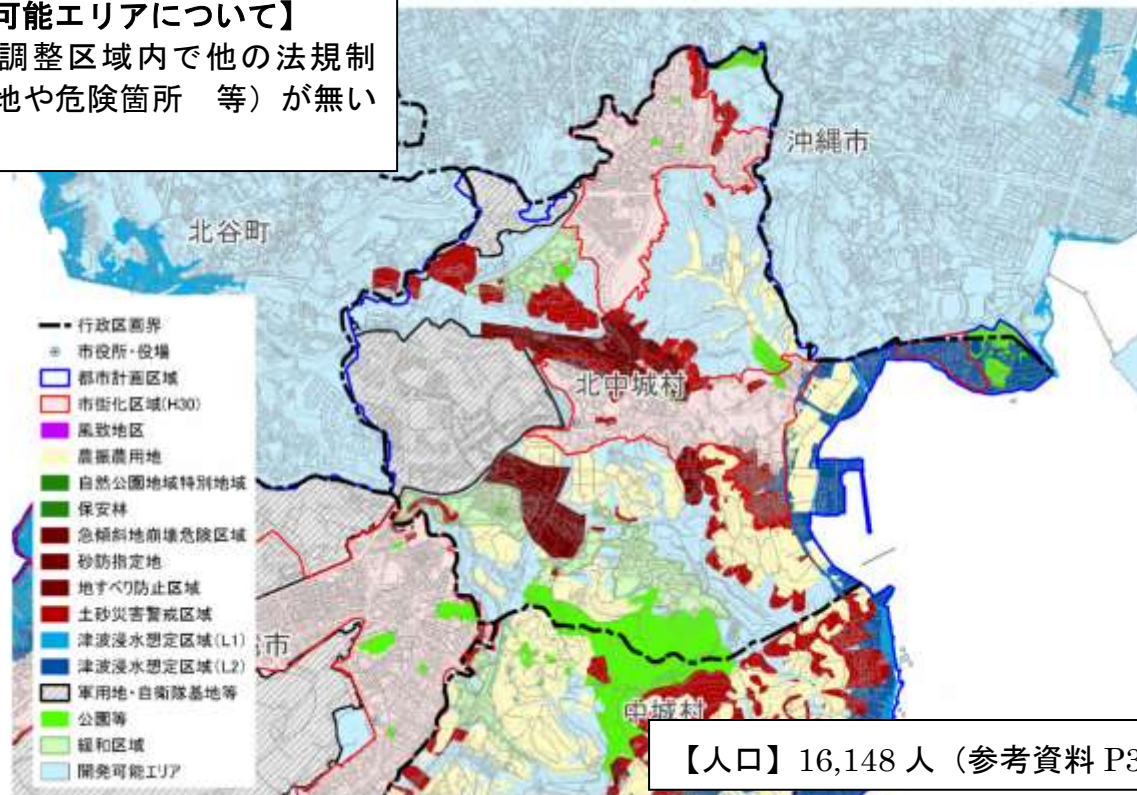 可能エリアについて】
調整区域内で他の法規制
地や危険箇所 等）が無い
沖縄市
北谷町
北中城村
市
中城村
行政区画界
市役所・役場
都市計画区域
市街化区域(H30)
風致地区
農振農用地
自然公園地域特別地域
保安林
急傾斜地崩壊危険区域
砂防指定地
地すべり防止区域
土砂災害警戒区域
津波浸水想定区域(L1)
津波浸水想定区域(L2)
軍用地・自衛隊基地等
公園等
緩和区域
開発可能エリア
【人口】16,148 人（参考資料 P3